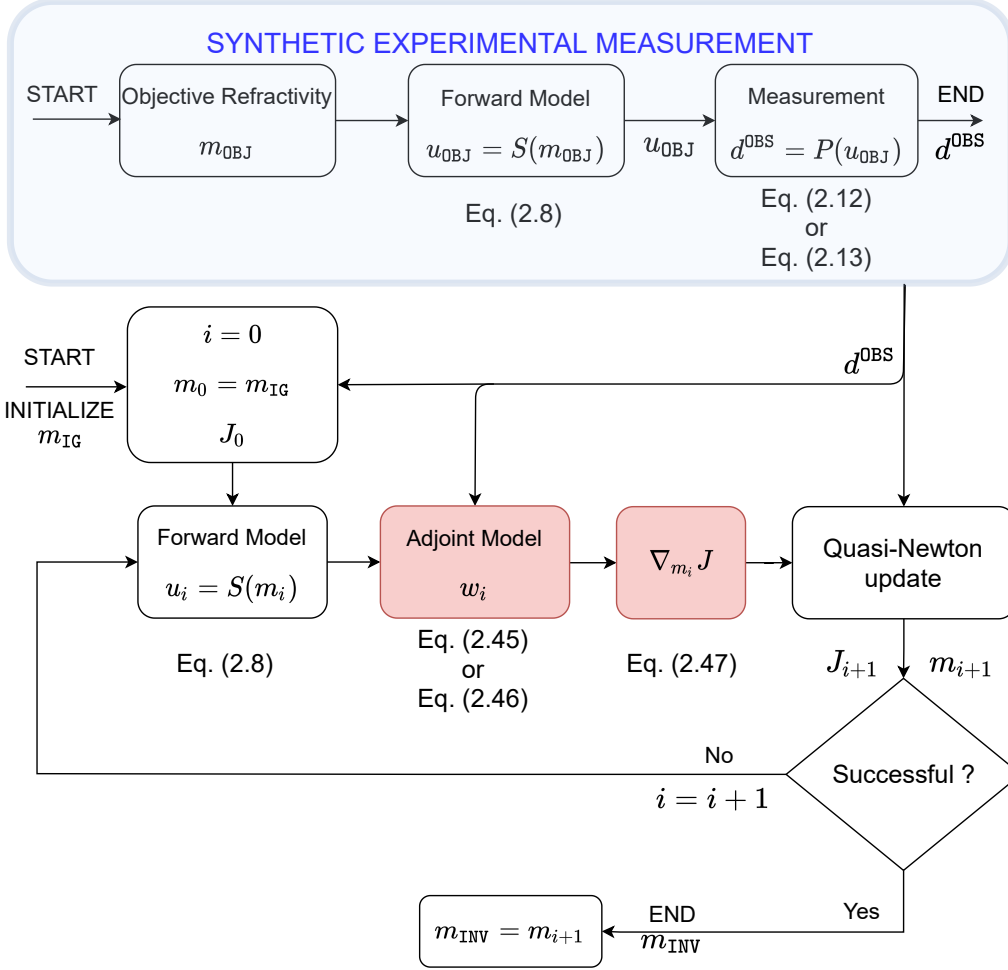 SYNTHETIC EXPERIMENTAL MEASUREMENT
START
Objective Refractivity
m_OBJ
Forward Model
u_OBJ = S(m_OBJ)
Eq. (2.8)
u_OBJ
Measurement
d^OBS = P(u_OBJ)
Eq. (2.12)
or
Eq. (2.13)
END
d^OBS
START
INITIALIZE
m_IG
i = 0
m_0 = m_IG
J_0
d^OBS
Forward Model
u_i = S(m_i)
Eq. (2.8)
Adjoint Model
w_i
Eq. (2.45)
or
Eq. (2.46)
∇_{m_i} J
Eq. (2.47)
Quasi-Newton
update
J_{i+1} m_{i+1}
Successful ?
No
i = i + 1
Yes
END
m_INV
m_INV = m_{i+1}